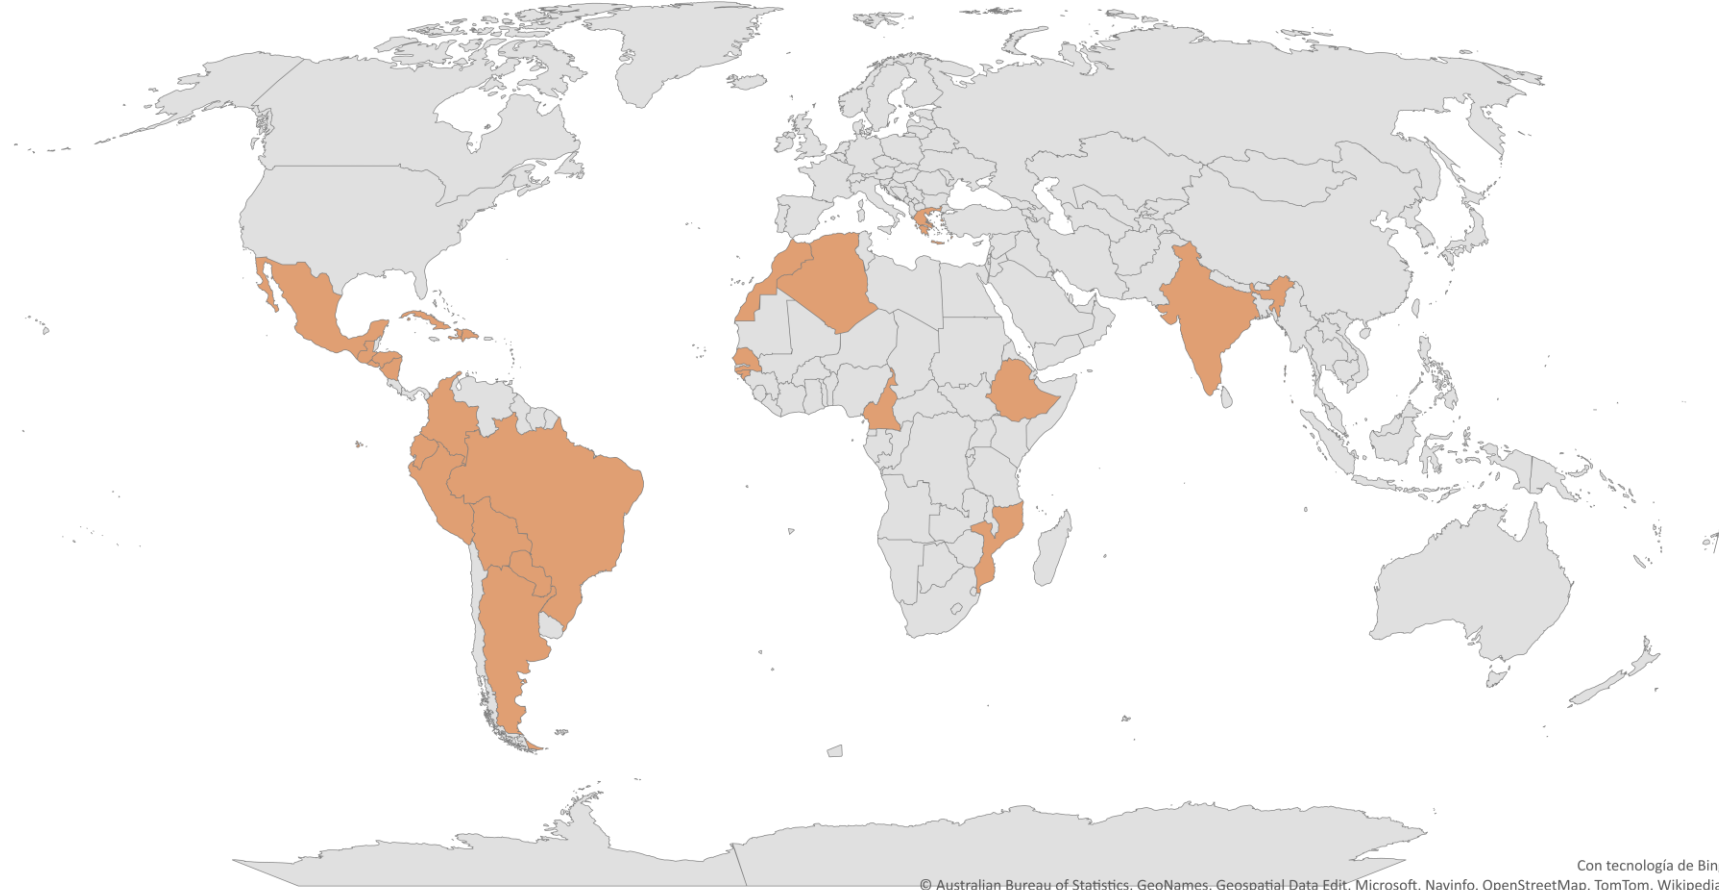 Con tecnología de Bin
© Australian Bureau of Statistics, GeoNames, Geospatial Data Edit, Microsoft, Navinfo, OpenStreetMap, TomTom, Wikipedia